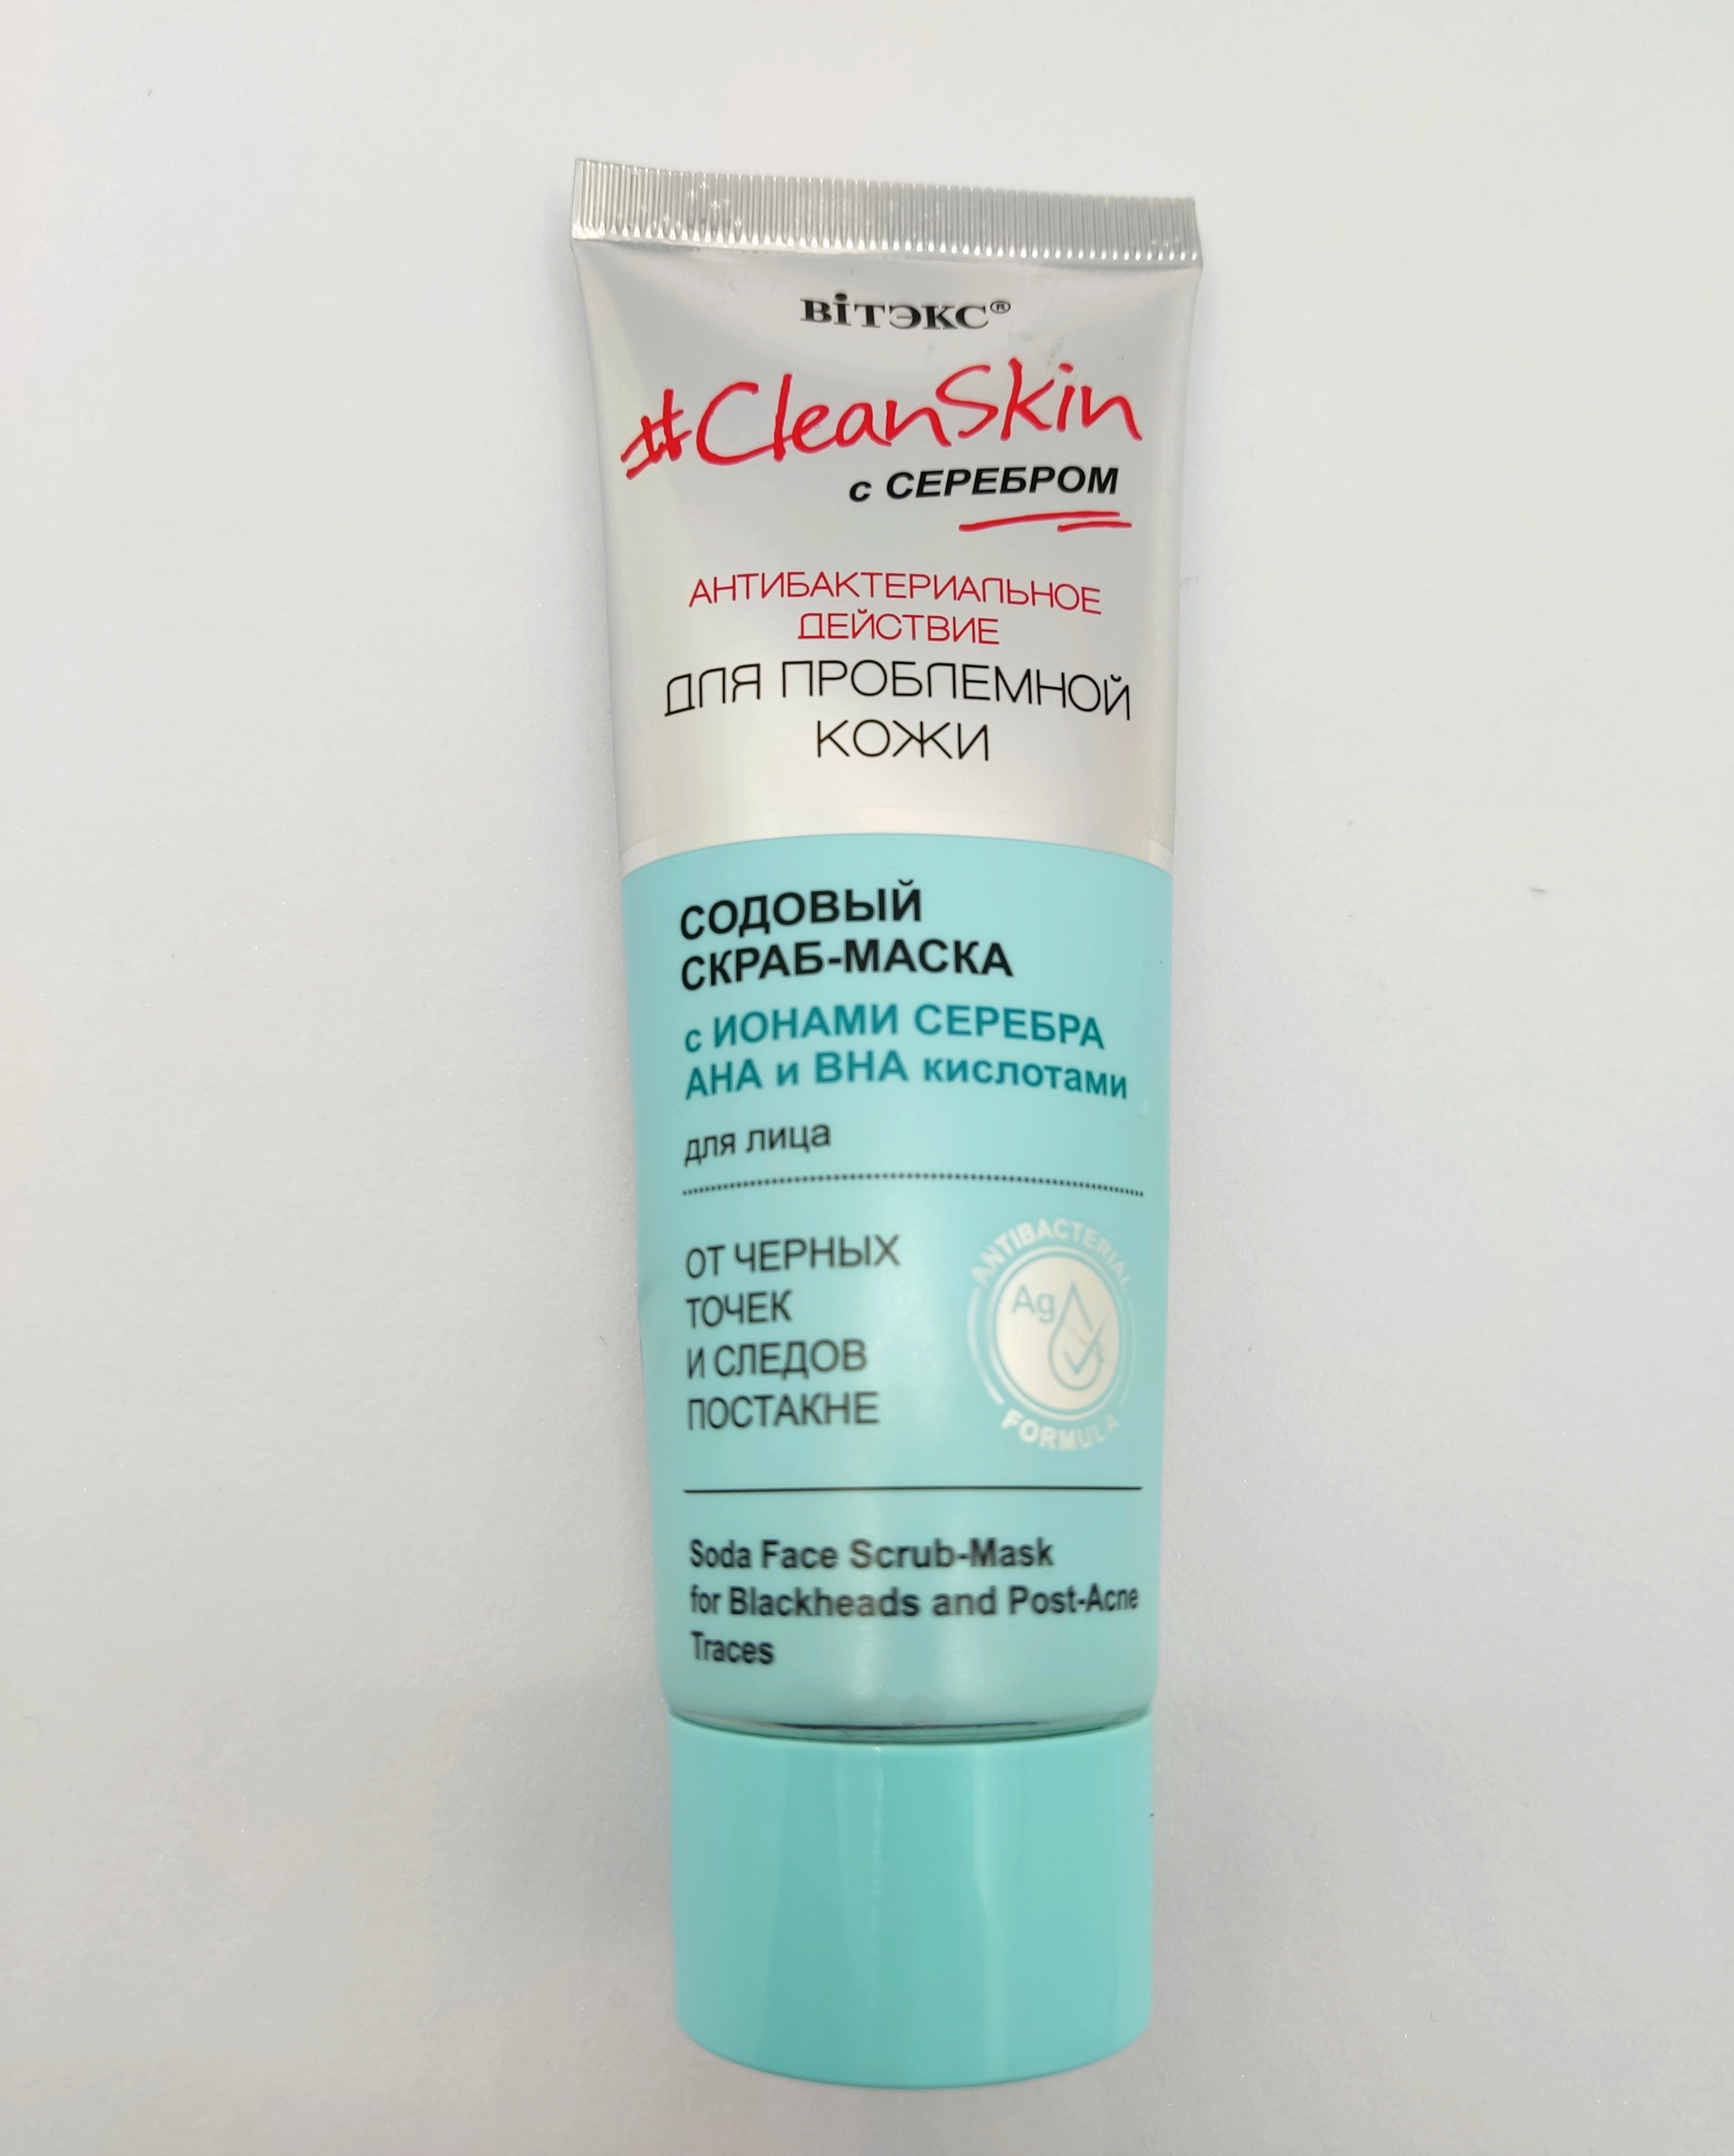 Вiтэкс®
#CleanSkin
с СЕРЕБРОМ
АНТИБАКТЕРИАЛЬНОЕ
ДЕЙСТВИЕ
ДЛЯ ПРОБЛЕМНОЙ
КОЖИ
СОДОВЫЙ
СКРАБ-МАСКА
с ИОНАМИ СЕРЕБРА
АНА и ВНА кислотами
для лица
ОТ ЧЕРНЫХ
ТОЧЕК
И СЛЕДОВ
ПОСТАКНЕ
ANTIBACTERIAL
Ag
FORMULA
Soda Face Scrub-Mask
for Blackheads and Post-Acne
Traces